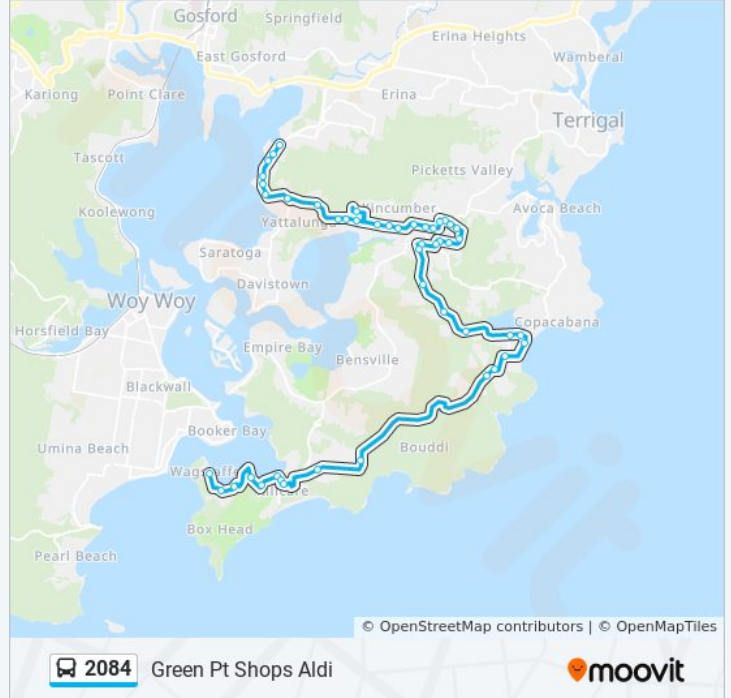 Gosford
Springfield
Erina Heights
East Gosford
Wamberal
Kariong
Point Clare
Erina
Terrigal
Tascott
Picketts Valley
Koolewong
Kincumber
Avoca Beach
Yattalunga
Saratoga
Davistown
Woy Woy
Copacabana
Horsfield Bay
Empire Bay
Bensville
Blackwall
Booker Bay
Umina Beach
Bouddi
Box Head
Pearl Beach
© OpenStreetMap contributors | © OpenMapTiles
2084 Green Pt Shops Aldi
moovit